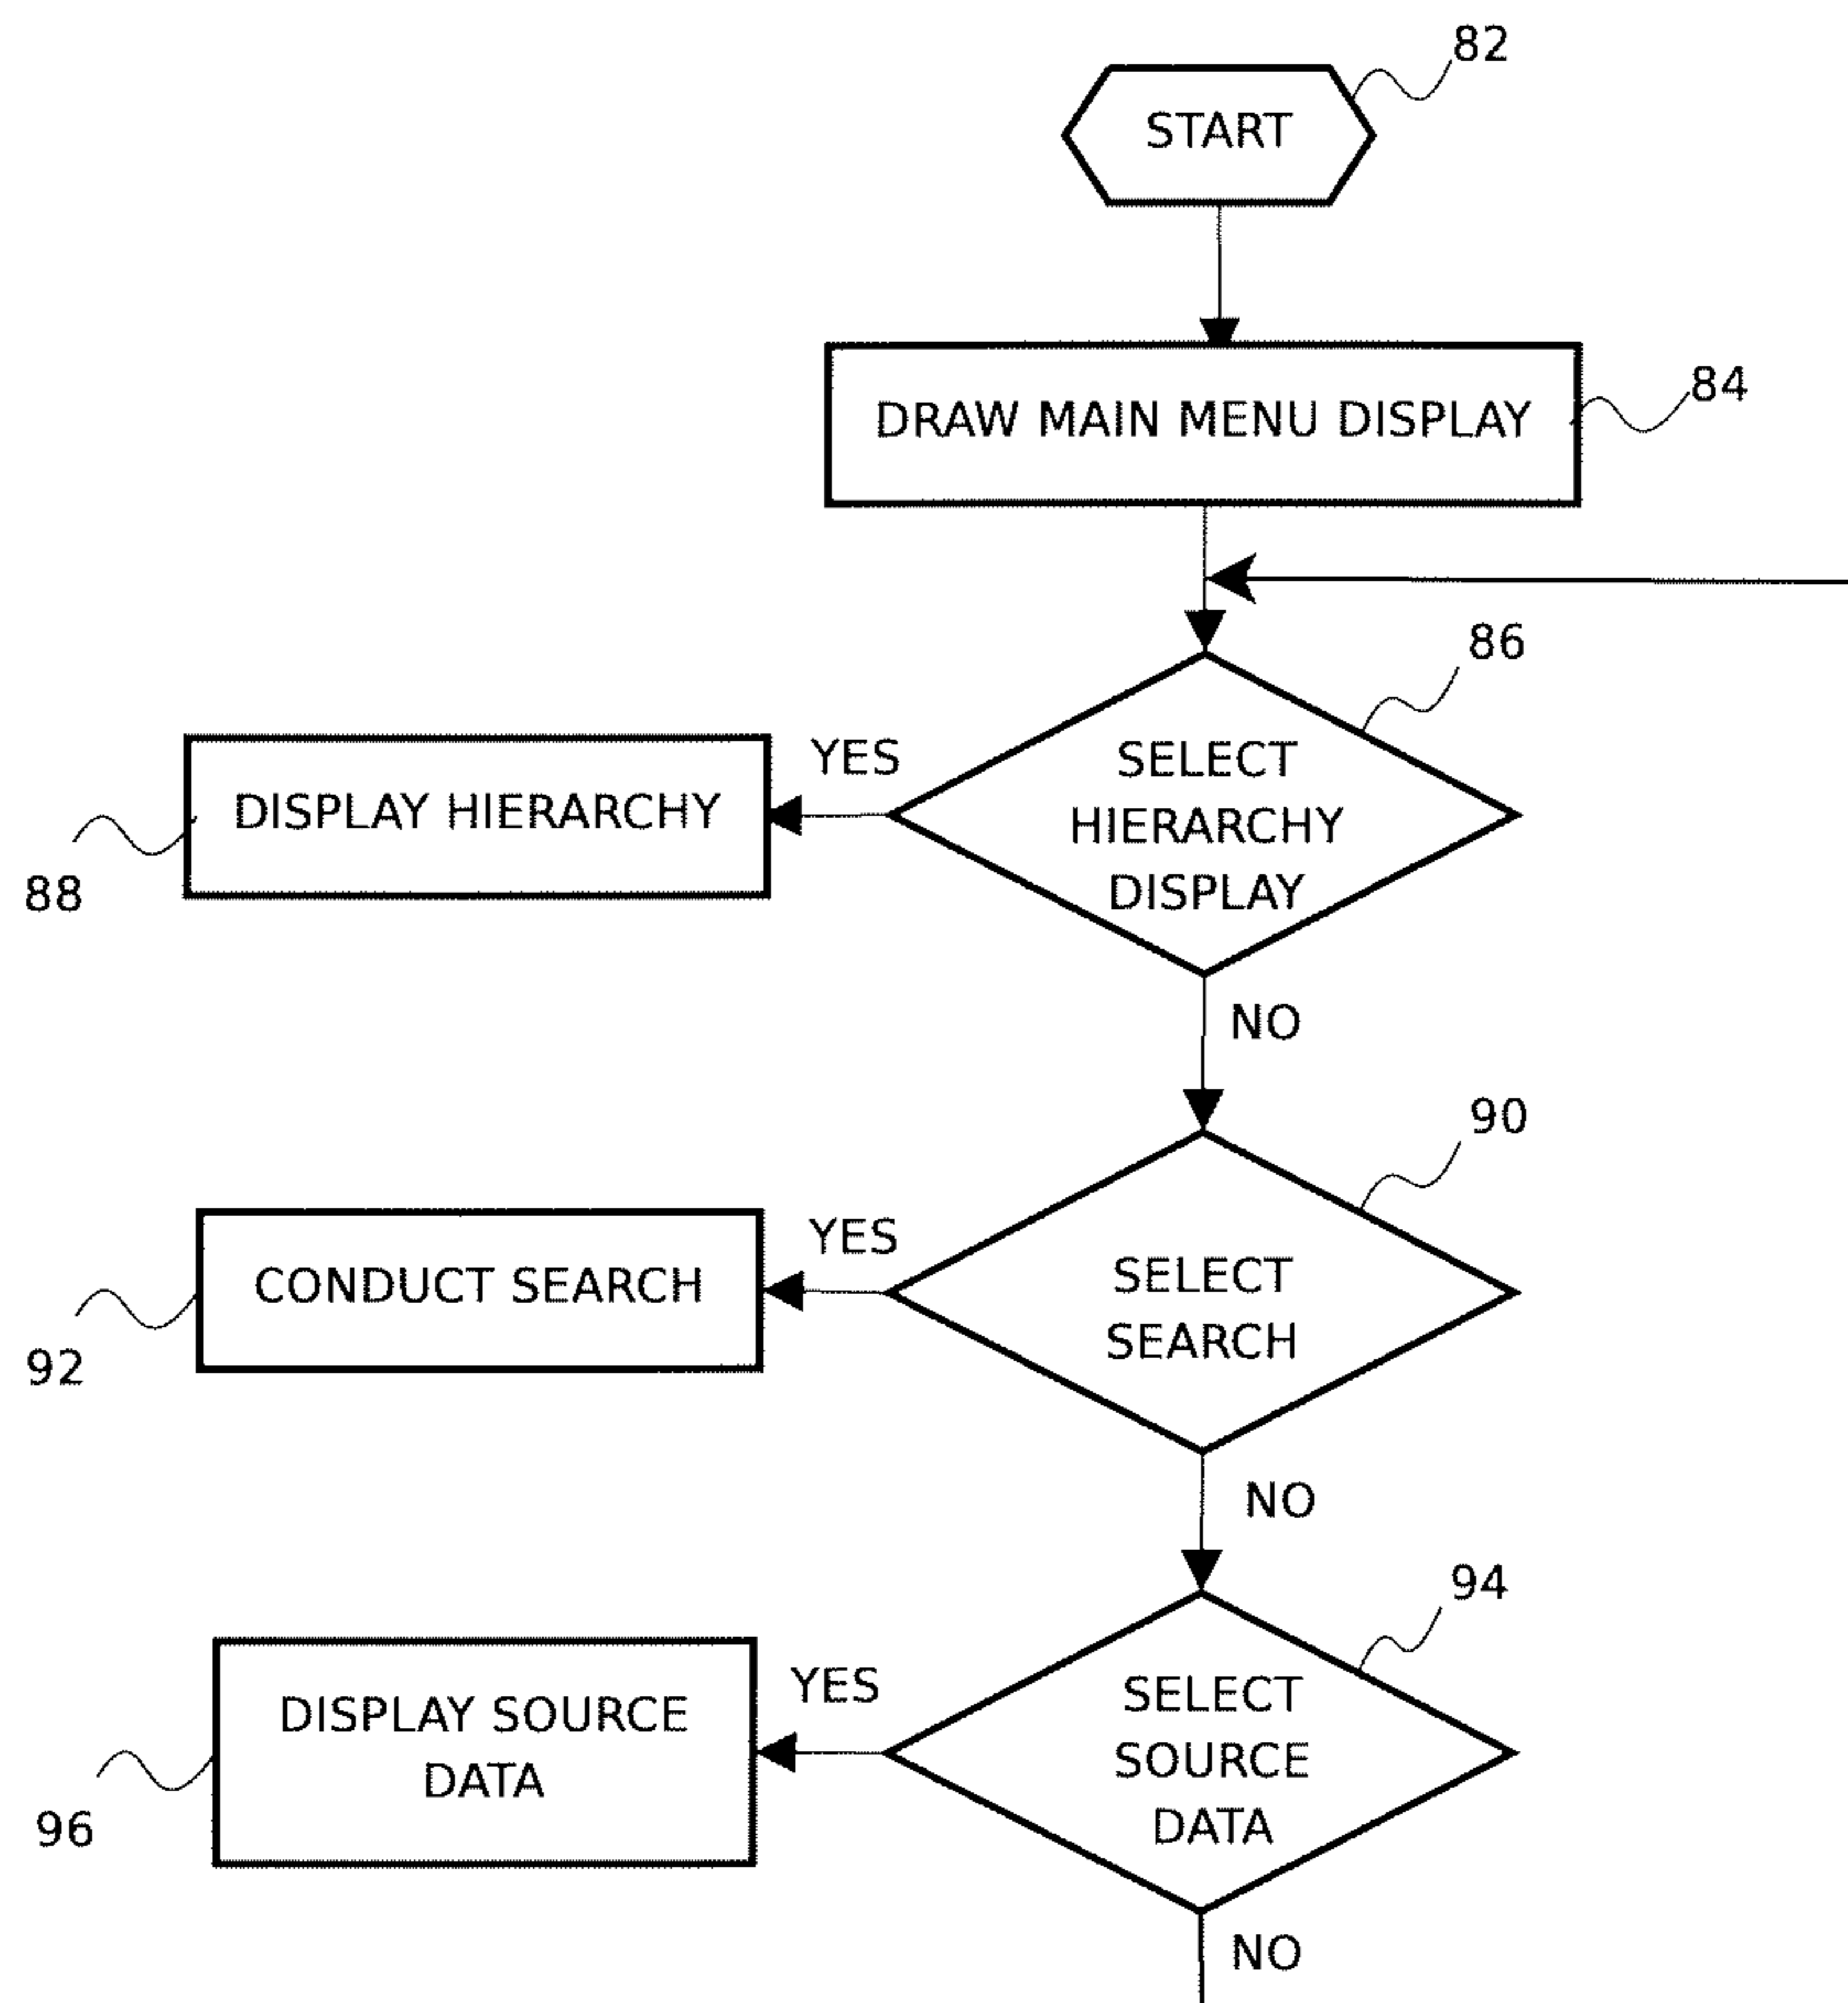 82
START
84
DRAW MAIN MENU DISPLAY
86
YES
SELECT
HIERARCHY
DISPLAY
DISPLAY HIERARCHY
88
NO
90
YES
SELECT
SEARCH
CONDUCT SEARCH
92
NO
94
YES
SELECT
SOURCE
DATA
DISPLAY SOURCE
DATA
96
NO